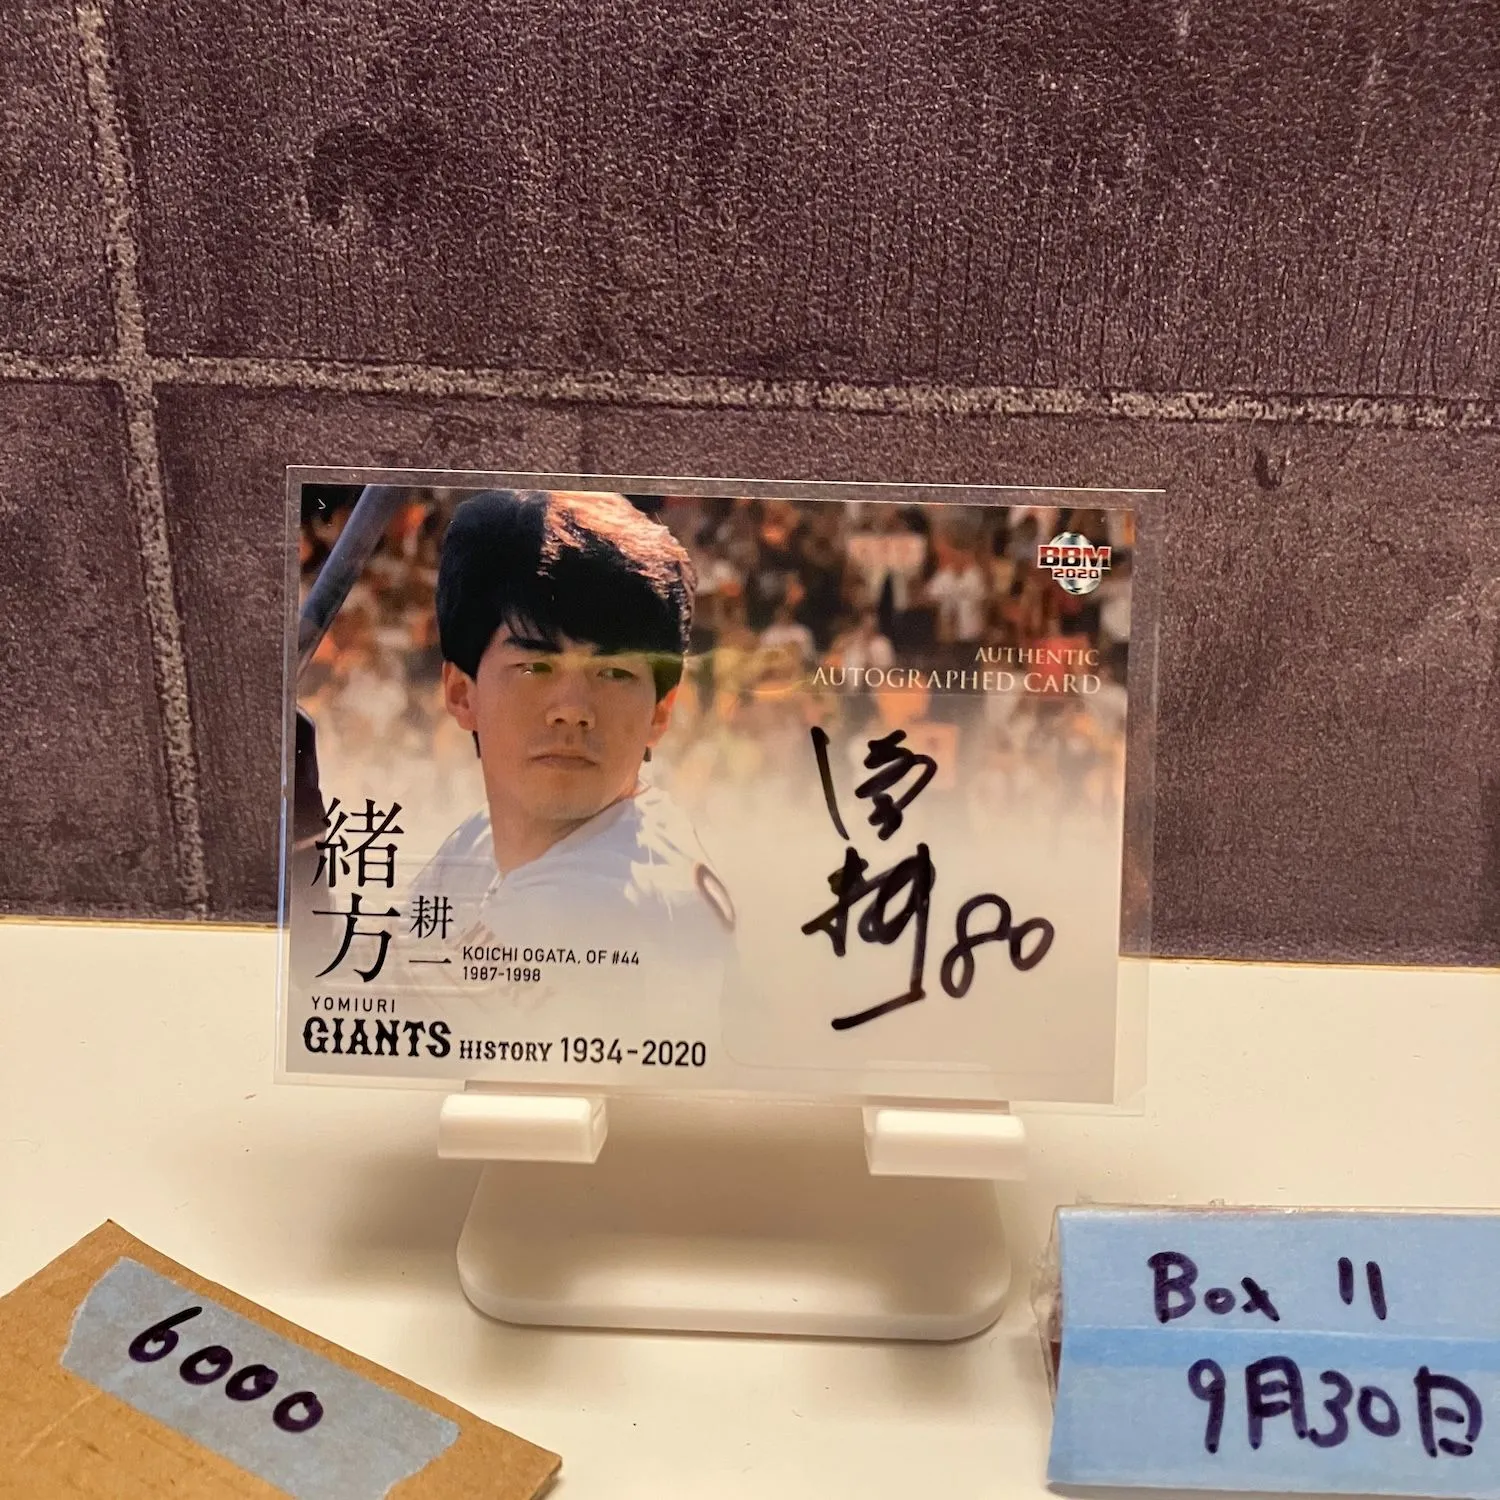 BBM
2020
AUTHENTIC
AUTOGRAPHED CARD
緒方
耕一
KOICHI OGATA, OF #44
1987-1998
YOMIURI
GIANTS HISTORY 1934-2020
80
6000
Box 11
9月30日